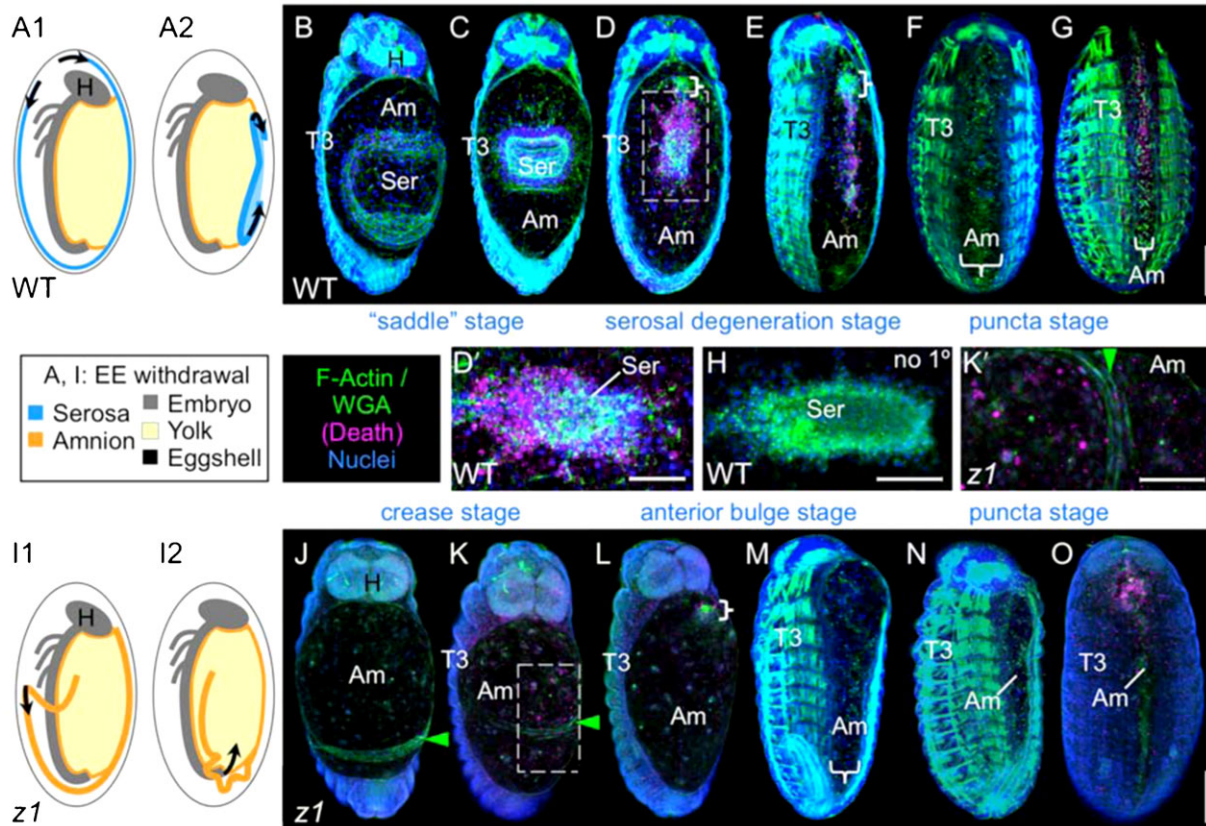 A1 A2 B C D E F G
H H
Am
T3 T3 T3 T3 T3 T3
Ser Ser
Am Am Am Am Am
WT WT
"saddle" stage serosal degeneration stage puncta stage
A, I: EE withdrawal
Serosa Embryo
Amnion Yolk
Eggshell
F-Actin /
WGA
(Death)
Nuclei
D' Ser H no 1º K' Am
Ser
WT WT z1
crease stage anterior bulge stage puncta stage
I1 I2 J K L M N O
H H
T3 T3 T3 T3 T3
Am Am Am Am Am
Am
z1 z1